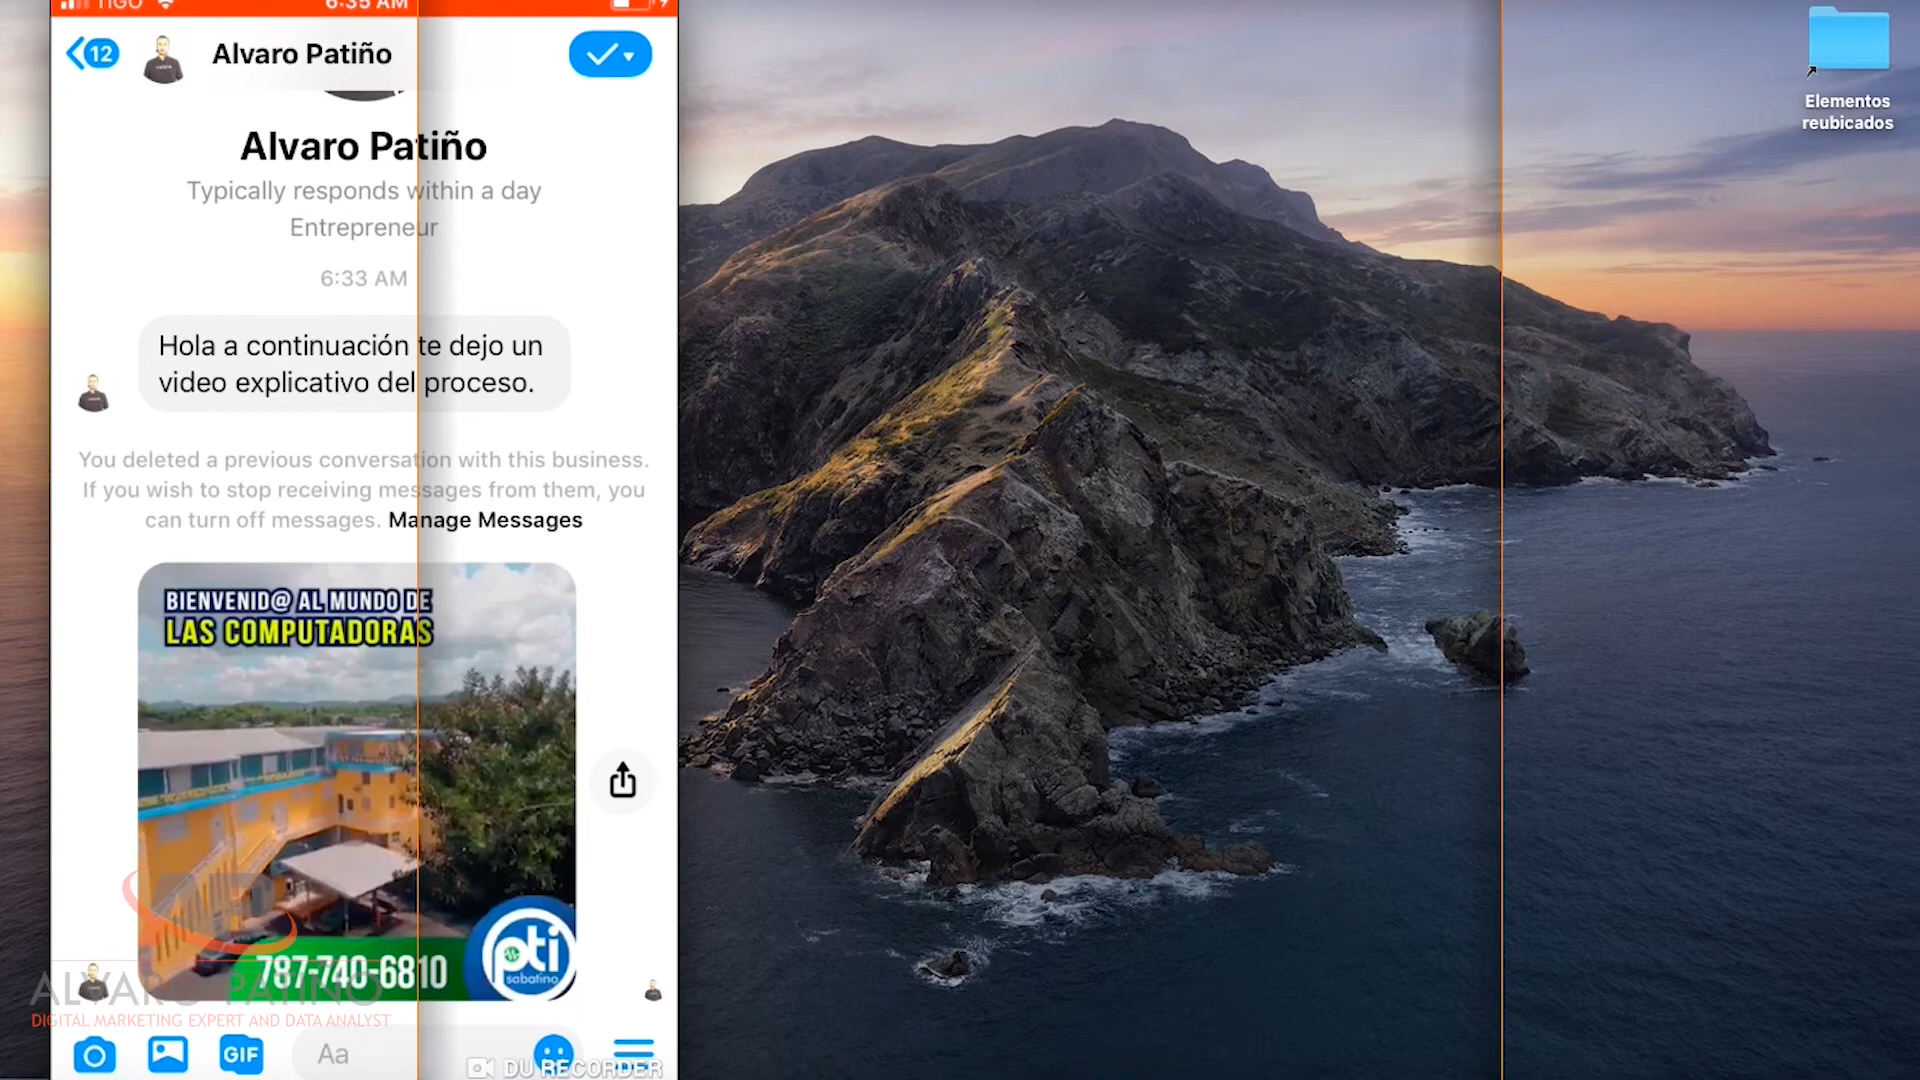 TIGO
6:35 AM
12
Alvaro Patiño
Alvaro Patiño
Typically responds within a day
Entrepreneur
6:33 AM
Hola a continuación te dejo un
video explicativo del proceso.
You deleted a previous conversation with this business.
If you wish to stop receiving messages from them, you
can turn off messages. Manage Messages
BIENVENID@ AL MUNDO DE
LAS COMPUTADORAS
787-740-6810
pti
sabatino
ALVARO PATIÑO
DIGITAL MARKETING EXPERT AND DATA ANALYST
GIF
Aa
DU RECORDER
Elementos
reubicados